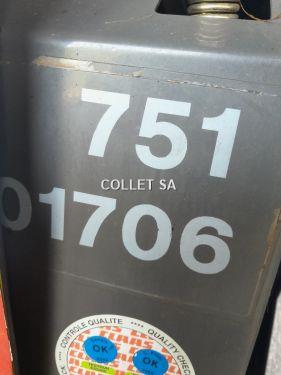 751
COLLET SA
01706
CONTROLE QUALITE **** QUALITY CHECK
OK OK